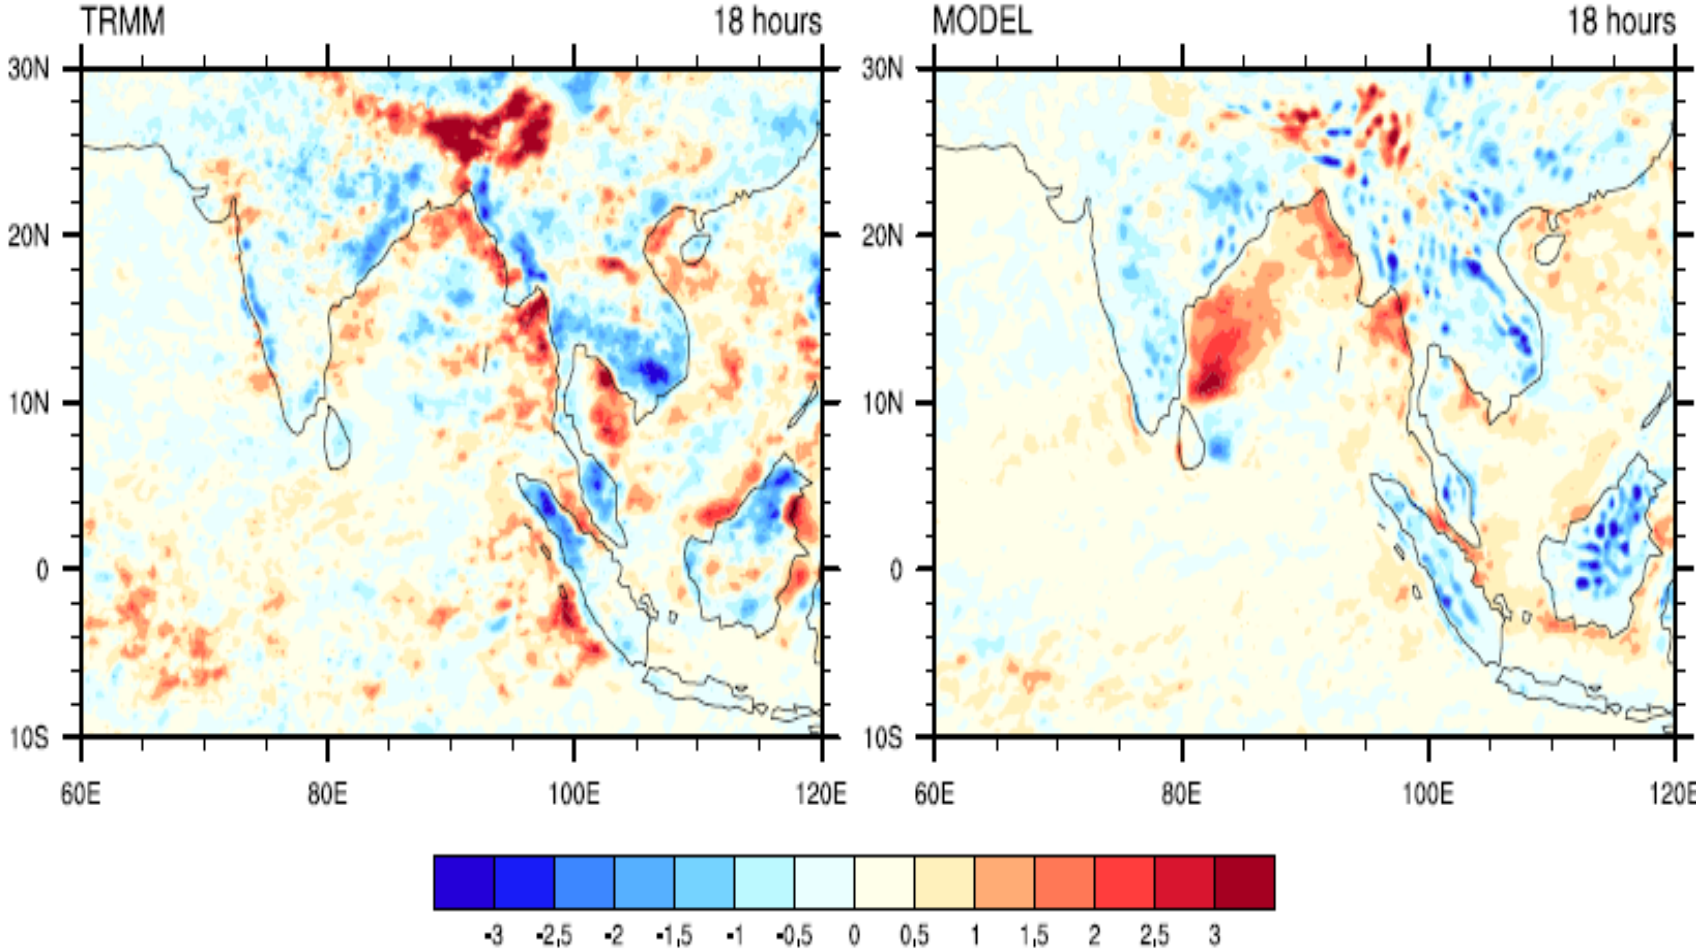 TRMM 18 hours MODEL 18 hours
30N 30N
20N 20N
10N 10N
0 0
10S 10S
60E 80E 100E 120E 60E 80E 100E 120E
-3 -2,5 -2 -1,5 -1 -0,5 0 0,5 1 1,5 2 2,5 3